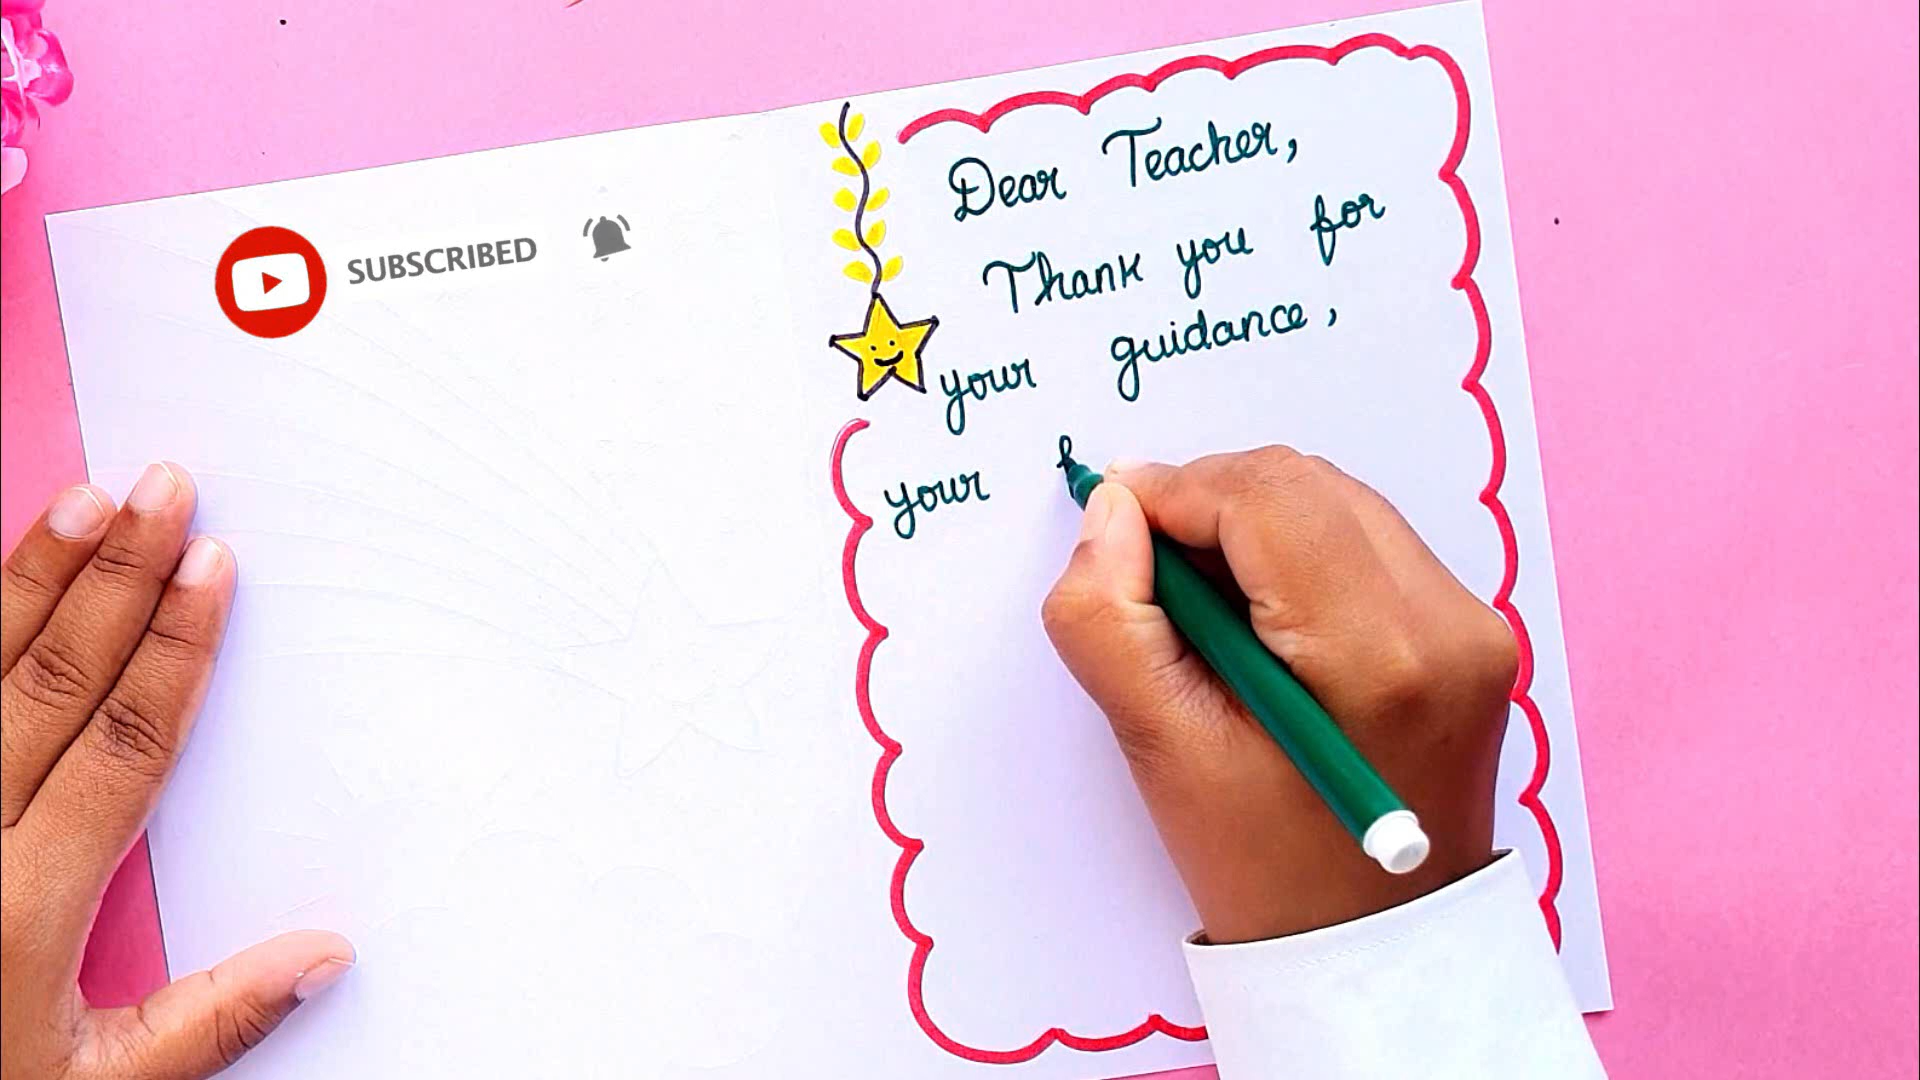 SUBSCRIBED
Dear Teacher,
Thank you for
your guidance,
your